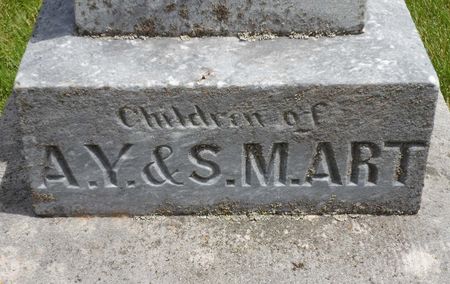 Children of
A.Y. & S.M. ART